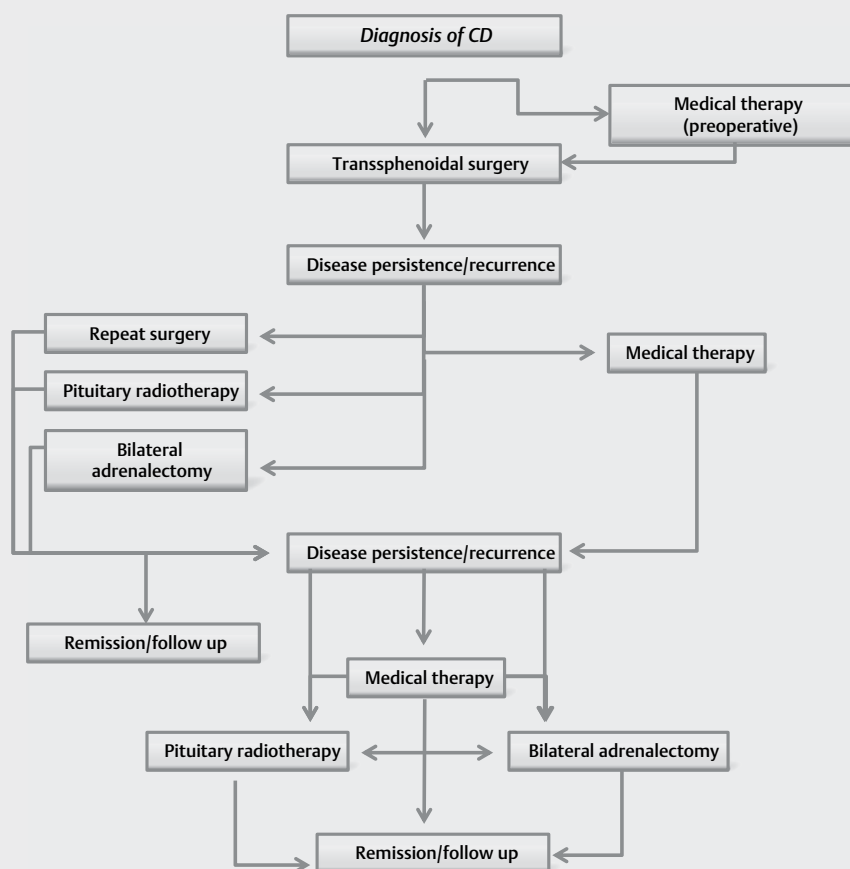 Diagnosis of CD
Medical therapy
(preoperative)
Transsphenoidal surgery
Disease persistence/recurrence
Repeat surgery
Medical therapy
Pituitary radiotherapy
Bilateral
adrenalectomy
Disease persistence/recurrence
Remission/follow up
Medical therapy
Pituitary radiotherapy
Bilateral adrenalectomy
Remission/follow up